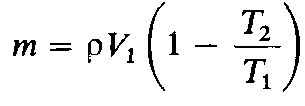 m = ρV₁(1 − T₂/T₁)